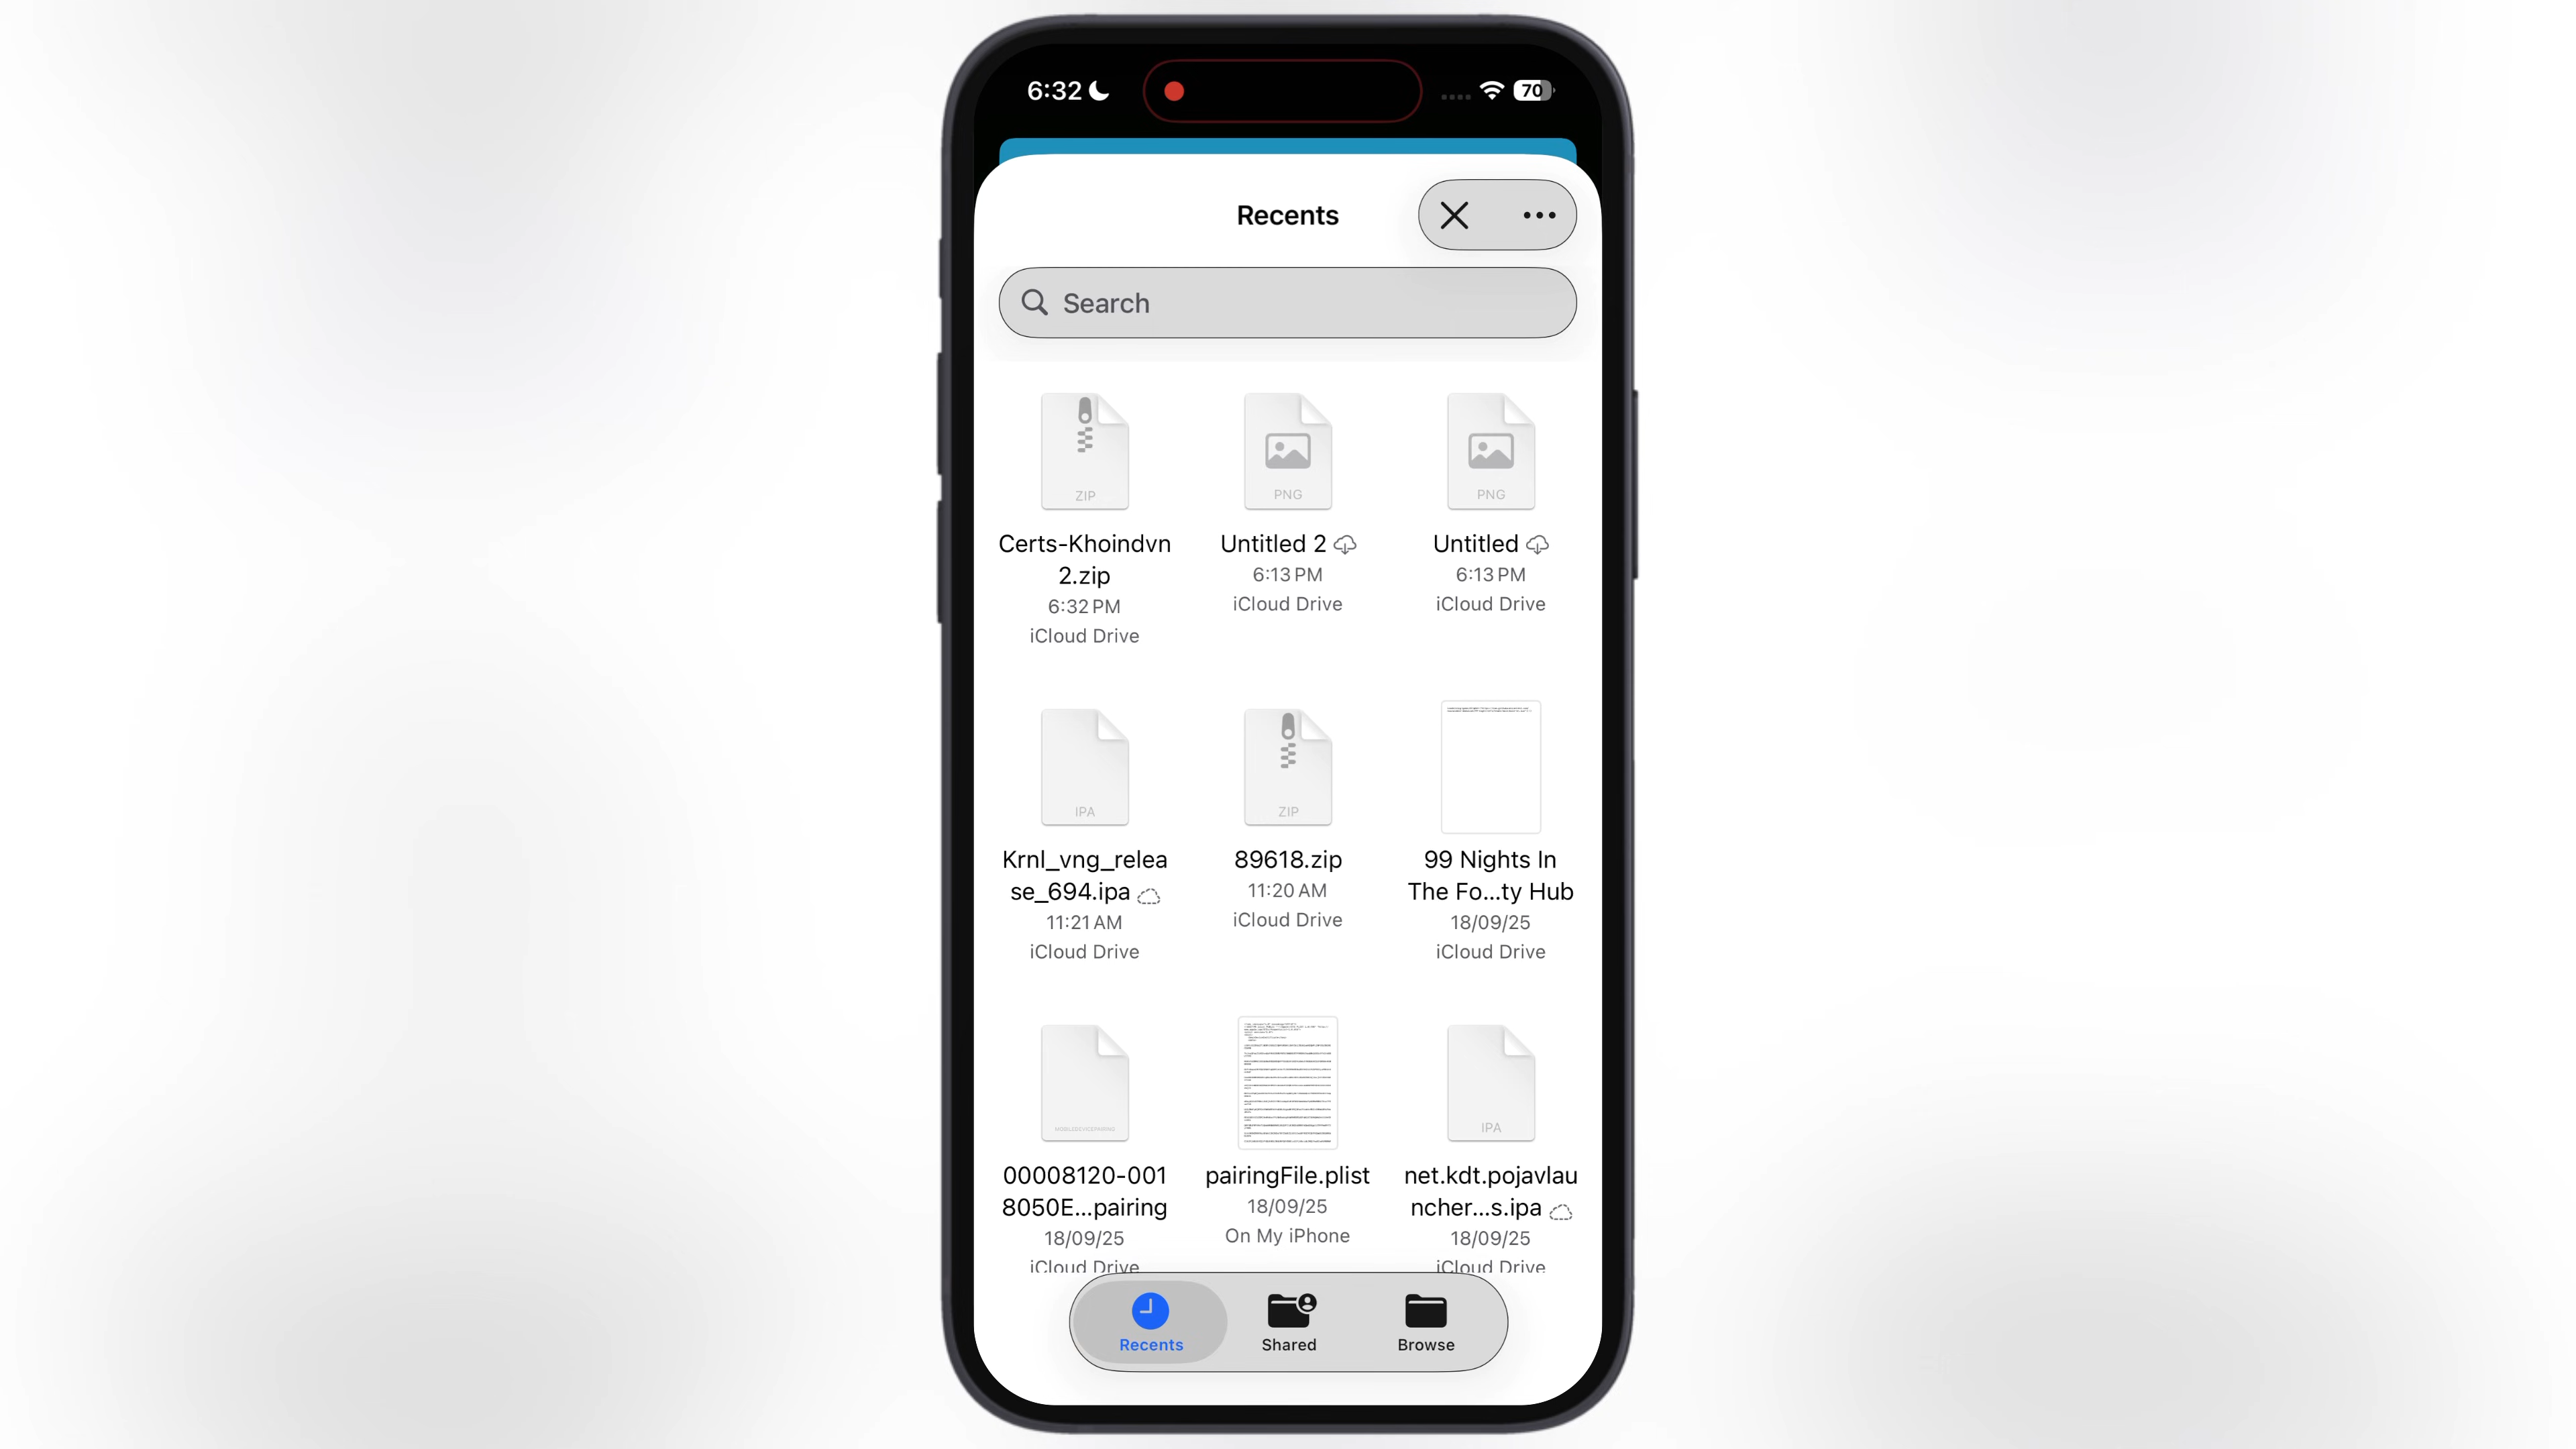 6:32
70
Recents
Search
ZIP
PNG
PNG
Certs-Khoindvn
2.zip
6:32 PM
iCloud Drive
Untitled 2
6:13 PM
iCloud Drive
Untitled
6:13 PM
iCloud Drive
IPA
ZIP
Krnl_vng_relea
se_694.ipa
11:21 AM
iCloud Drive
89618.zip
11:20 AM
iCloud Drive
99 Nights In
The Fo...ty Hub
18/09/25
iCloud Drive
MOBILEDEVICEPAIRING
IPA
00008120-001
8050E...pairing
18/09/25
iCloud Drive
pairingFile.plist
18/09/25
On My iPhone
net.kdt.pojavlau
ncher...s.ipa
18/09/25
iCloud Drive
Recents
Shared
Browse